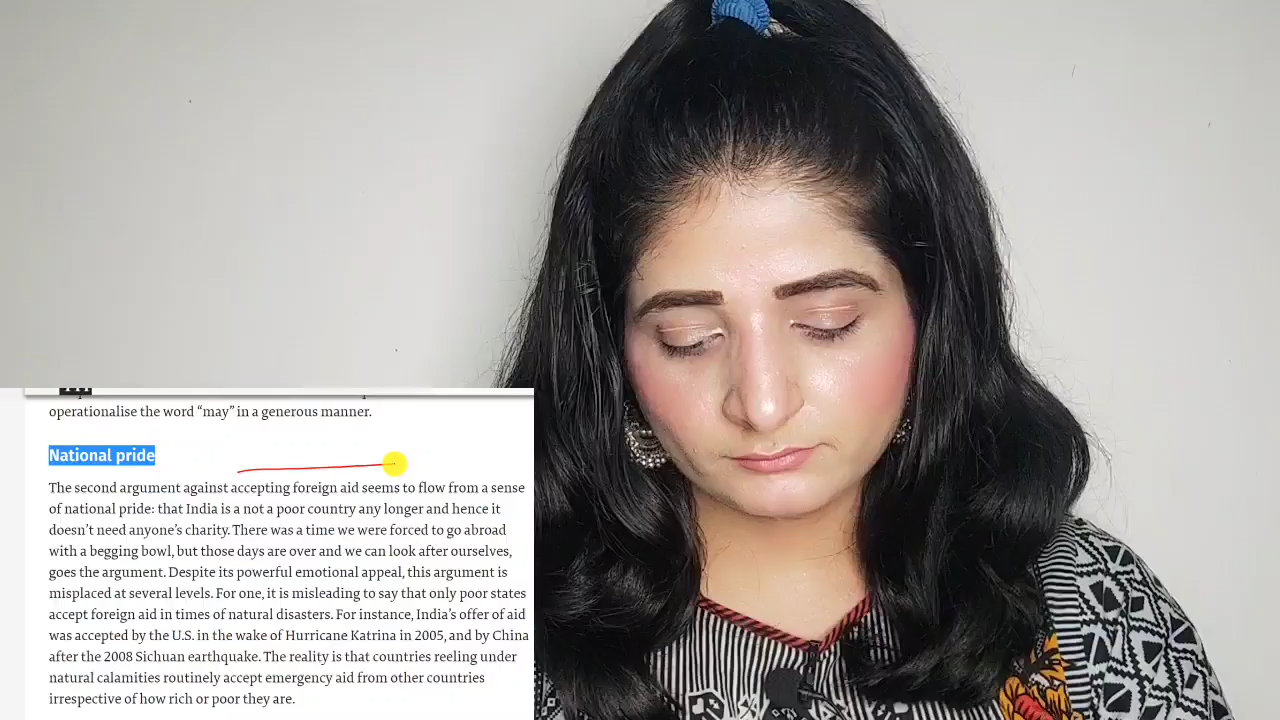 operationalise the word “may” in a generous manner.
National pride
The second argument against accepting foreign aid seems to flow from a sense
of national pride: that India is a not a poor country any longer and hence it
doesn’t need anyone’s charity. There was a time we were forced to go abroad
with a begging bowl, but those days are over and we can look after ourselves,
goes the argument. Despite its powerful emotional appeal, this argument is
misplaced at several levels. For one, it is misleading to say that only poor states
accept foreign aid in times of natural disasters. For instance, India’s offer of aid
was accepted by the U.S. in the wake of Hurricane Katrina in 2005, and by China
after the 2008 Sichuan earthquake. The reality is that countries reeling under
natural calamities routinely accept emergency aid from other countries
irrespective of how rich or poor they are.